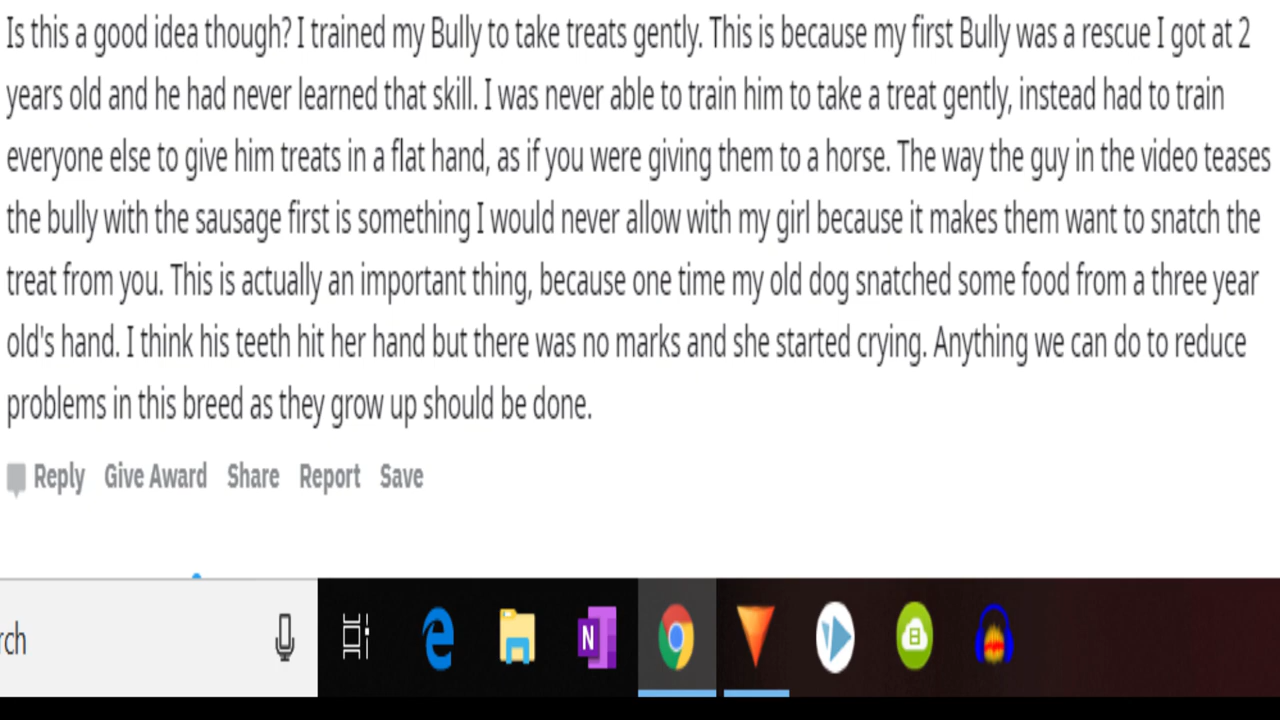 Is this a good idea though? I trained my Bully to take treats gently. This is because my first Bully was a rescue I got at 2
years old and he had never learned that skill. I was never able to train him to take a treat gently, instead had to train
everyone else to give him treats in a flat hand, as if you were giving them to a horse. The way the guy in the video teases
the bully with the sausage first is something I would never allow with my girl because it makes them want to snatch the
treat from you. This is actually an important thing, because one time my old dog snatched some food from a three year
old's hand. I think his teeth hit her hand but there was no marks and she started crying. Anything we can do to reduce
problems in this breed as they grow up should be done.
Reply Give Award Share Report Save
rch
N